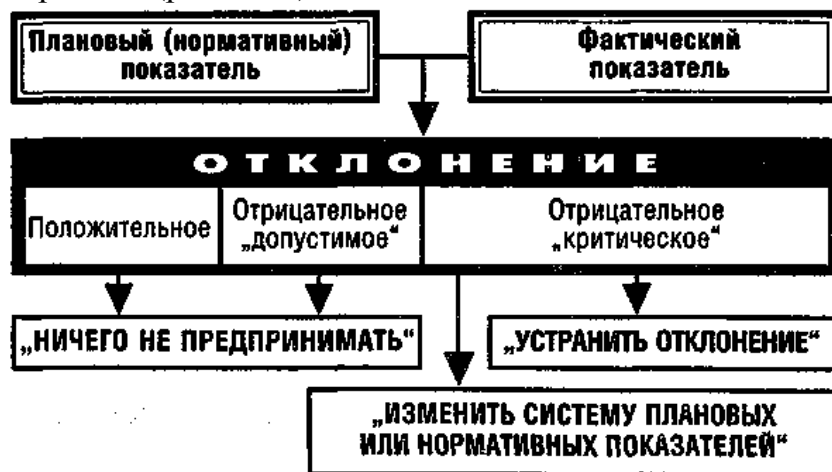 Плановый (нормативный)
показатель
Фактический
показатель
ОТКЛОНЕНИЕ
Положительное
Отрицательное
„допустимое“
Отрицательное
„критическое“
„НИЧЕГО НЕ ПРЕДПРИНИМАТЬ“
„УСТРАНИТЬ ОТКЛОНЕНИЕ“
„ИЗМЕНИТЬ СИСТЕМУ ПЛАНОВЫХ
ИЛИ НОРМАТИВНЫХ ПОКАЗАТЕЛЕЙ“